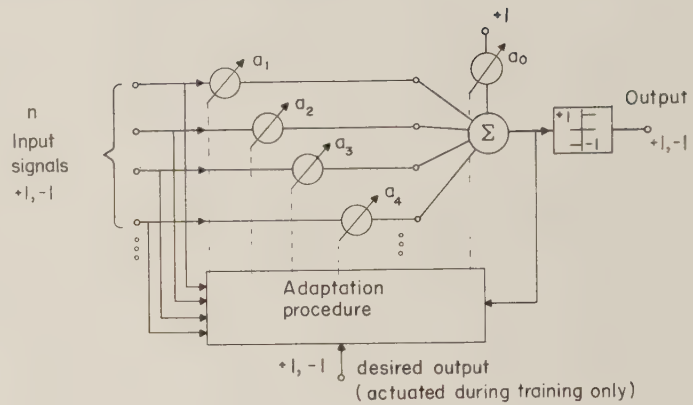 +1
a1
a0
n
Input
signals
+1,-1
a2
a3
a4
Σ
+1
-1
Output
+1,-1
Adaptation
procedure
+1,-1
desired output
(actuated during training only)